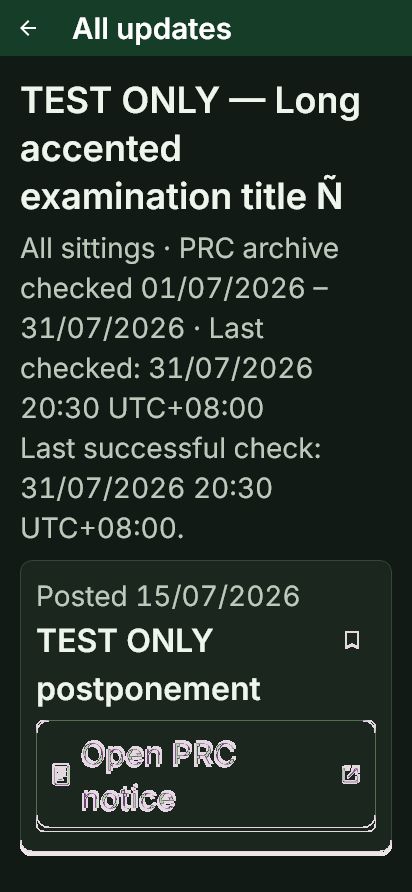 All updates
TEST ONLY — Long
accented
examination title Ñ
All sittings · PRC archive
checked 01/07/2026 –
31/07/2026 · Last
checked: 31/07/2026
20:30 UTC+08:00
Last successful check:
31/07/2026 20:30
UTC+08:00.
Posted 15/07/2026
TEST ONLY
postponement
Open PRC
notice